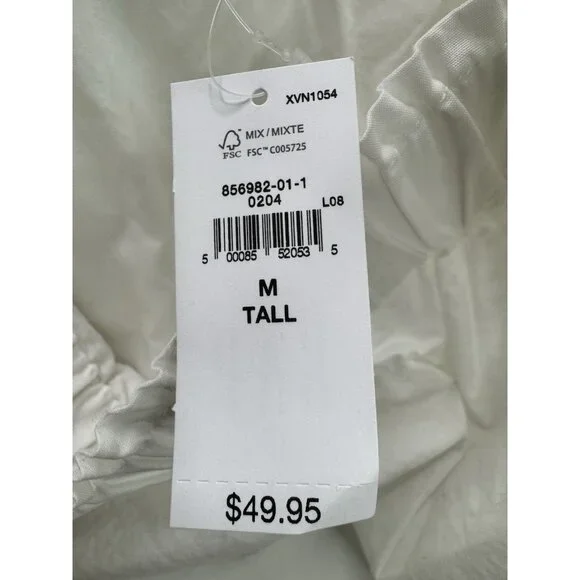 XVN1054
MIX / MIXTE
FSC FSC™ C005725
856982-01-1
0204 L08
5 00085 52053 5
M
TALL
$49.95